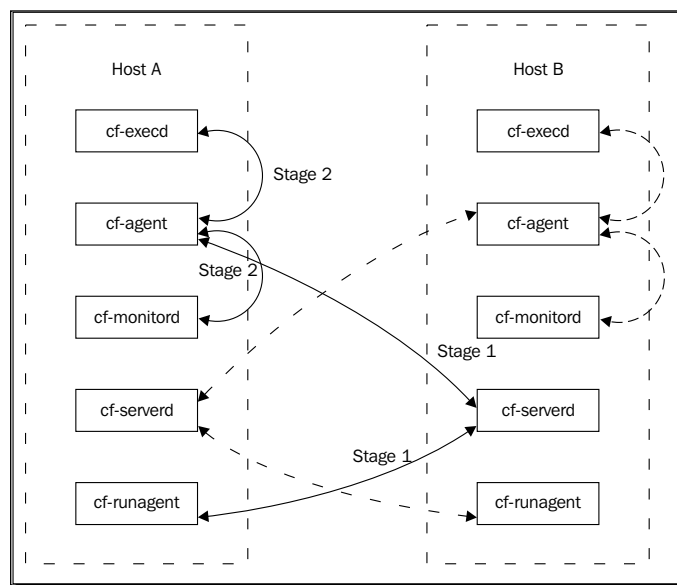 Host A
Host B
cf-execd
cf-execd
Stage 2
cf-agent
cf-agent
Stage 2
cf-monitord
cf-monitord
Stage 1
cf-serverd
cf-serverd
Stage 1
cf-runagent
cf-runagent